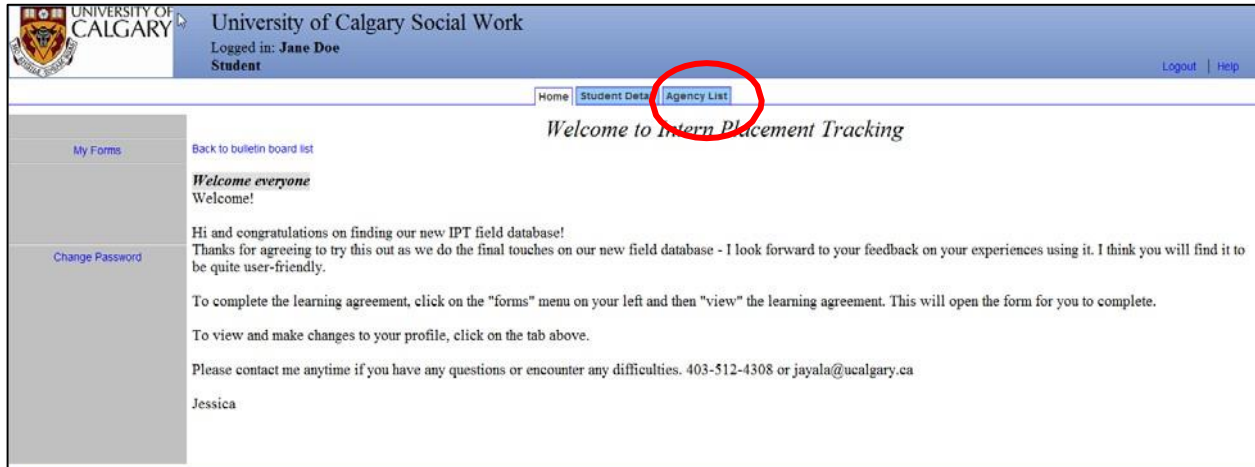 UNIVERSITY OF
CALGARY
University of Calgary Social Work
Logged in: Jane Doe
Student
Logout | Help
Home Student Detai Agency List
Welcome to Intern Placement Tracking
My Forms
Back to bulletin board list
Welcome everyone
Welcome!
Hi and congratulations on finding our new IPT field database!
Change Password
Thanks for agreeing to try this out as we do the final touches on our new field database - I look forward to your feedback on your experiences using it. I think you will find it to
be quite user-friendly.
To complete the learning agreement, click on the "forms" menu on your left and then "view" the learning agreement. This will open the form for you to complete.
To view and make changes to your profile, click on the tab above.
Please contact me anytime if you have any questions or encounter any difficulties. 403-512-4308 or jayala@ucalgary.ca
Jessica